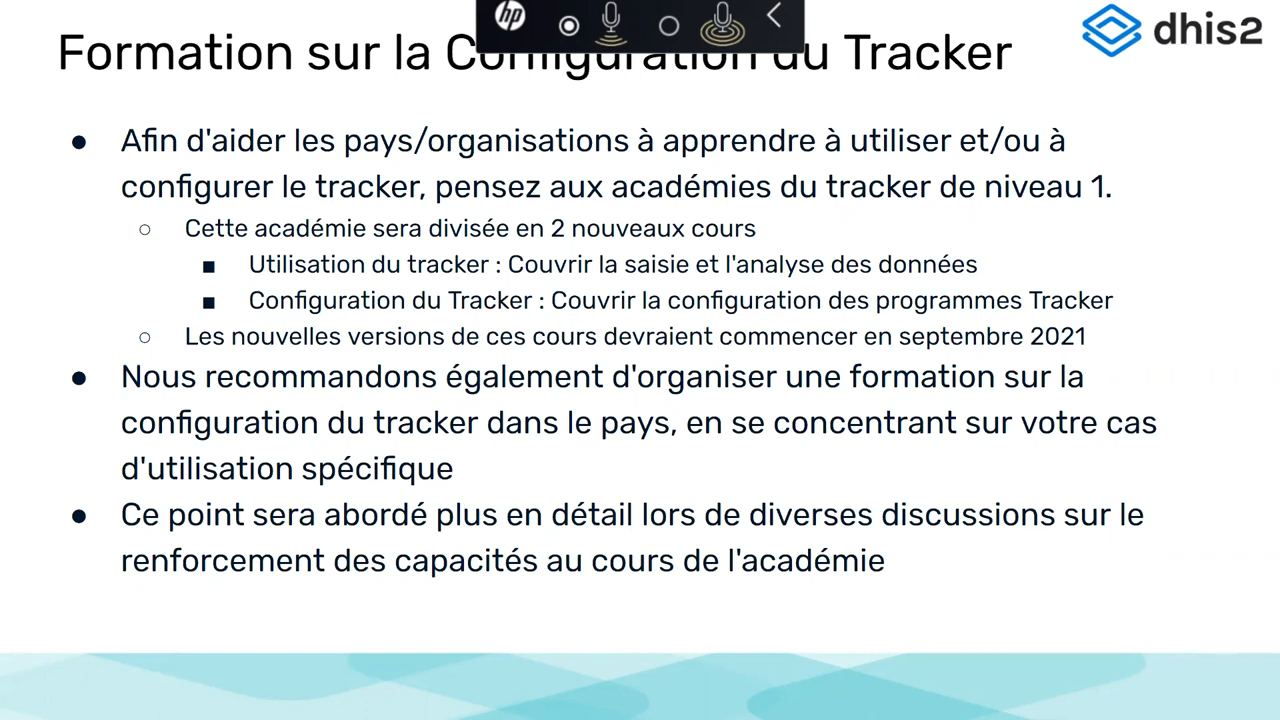 hp
dhis2
Formation sur la Configuration du Tracker
● Afin d'aider les pays/organisations à apprendre à utiliser et/ou à
configurer le tracker, pensez aux académies du tracker de niveau 1.
○ Cette académie sera divisée en 2 nouveaux cours
■ Utilisation du tracker : Couvrir la saisie et l'analyse des données
■ Configuration du Tracker : Couvrir la configuration des programmes Tracker
○ Les nouvelles versions de ces cours devraient commencer en septembre 2021
● Nous recommandons également d'organiser une formation sur la
configuration du tracker dans le pays, en se concentrant sur votre cas
d'utilisation spécifique
● Ce point sera abordé plus en détail lors de diverses discussions sur le
renforcement des capacités au cours de l'académie